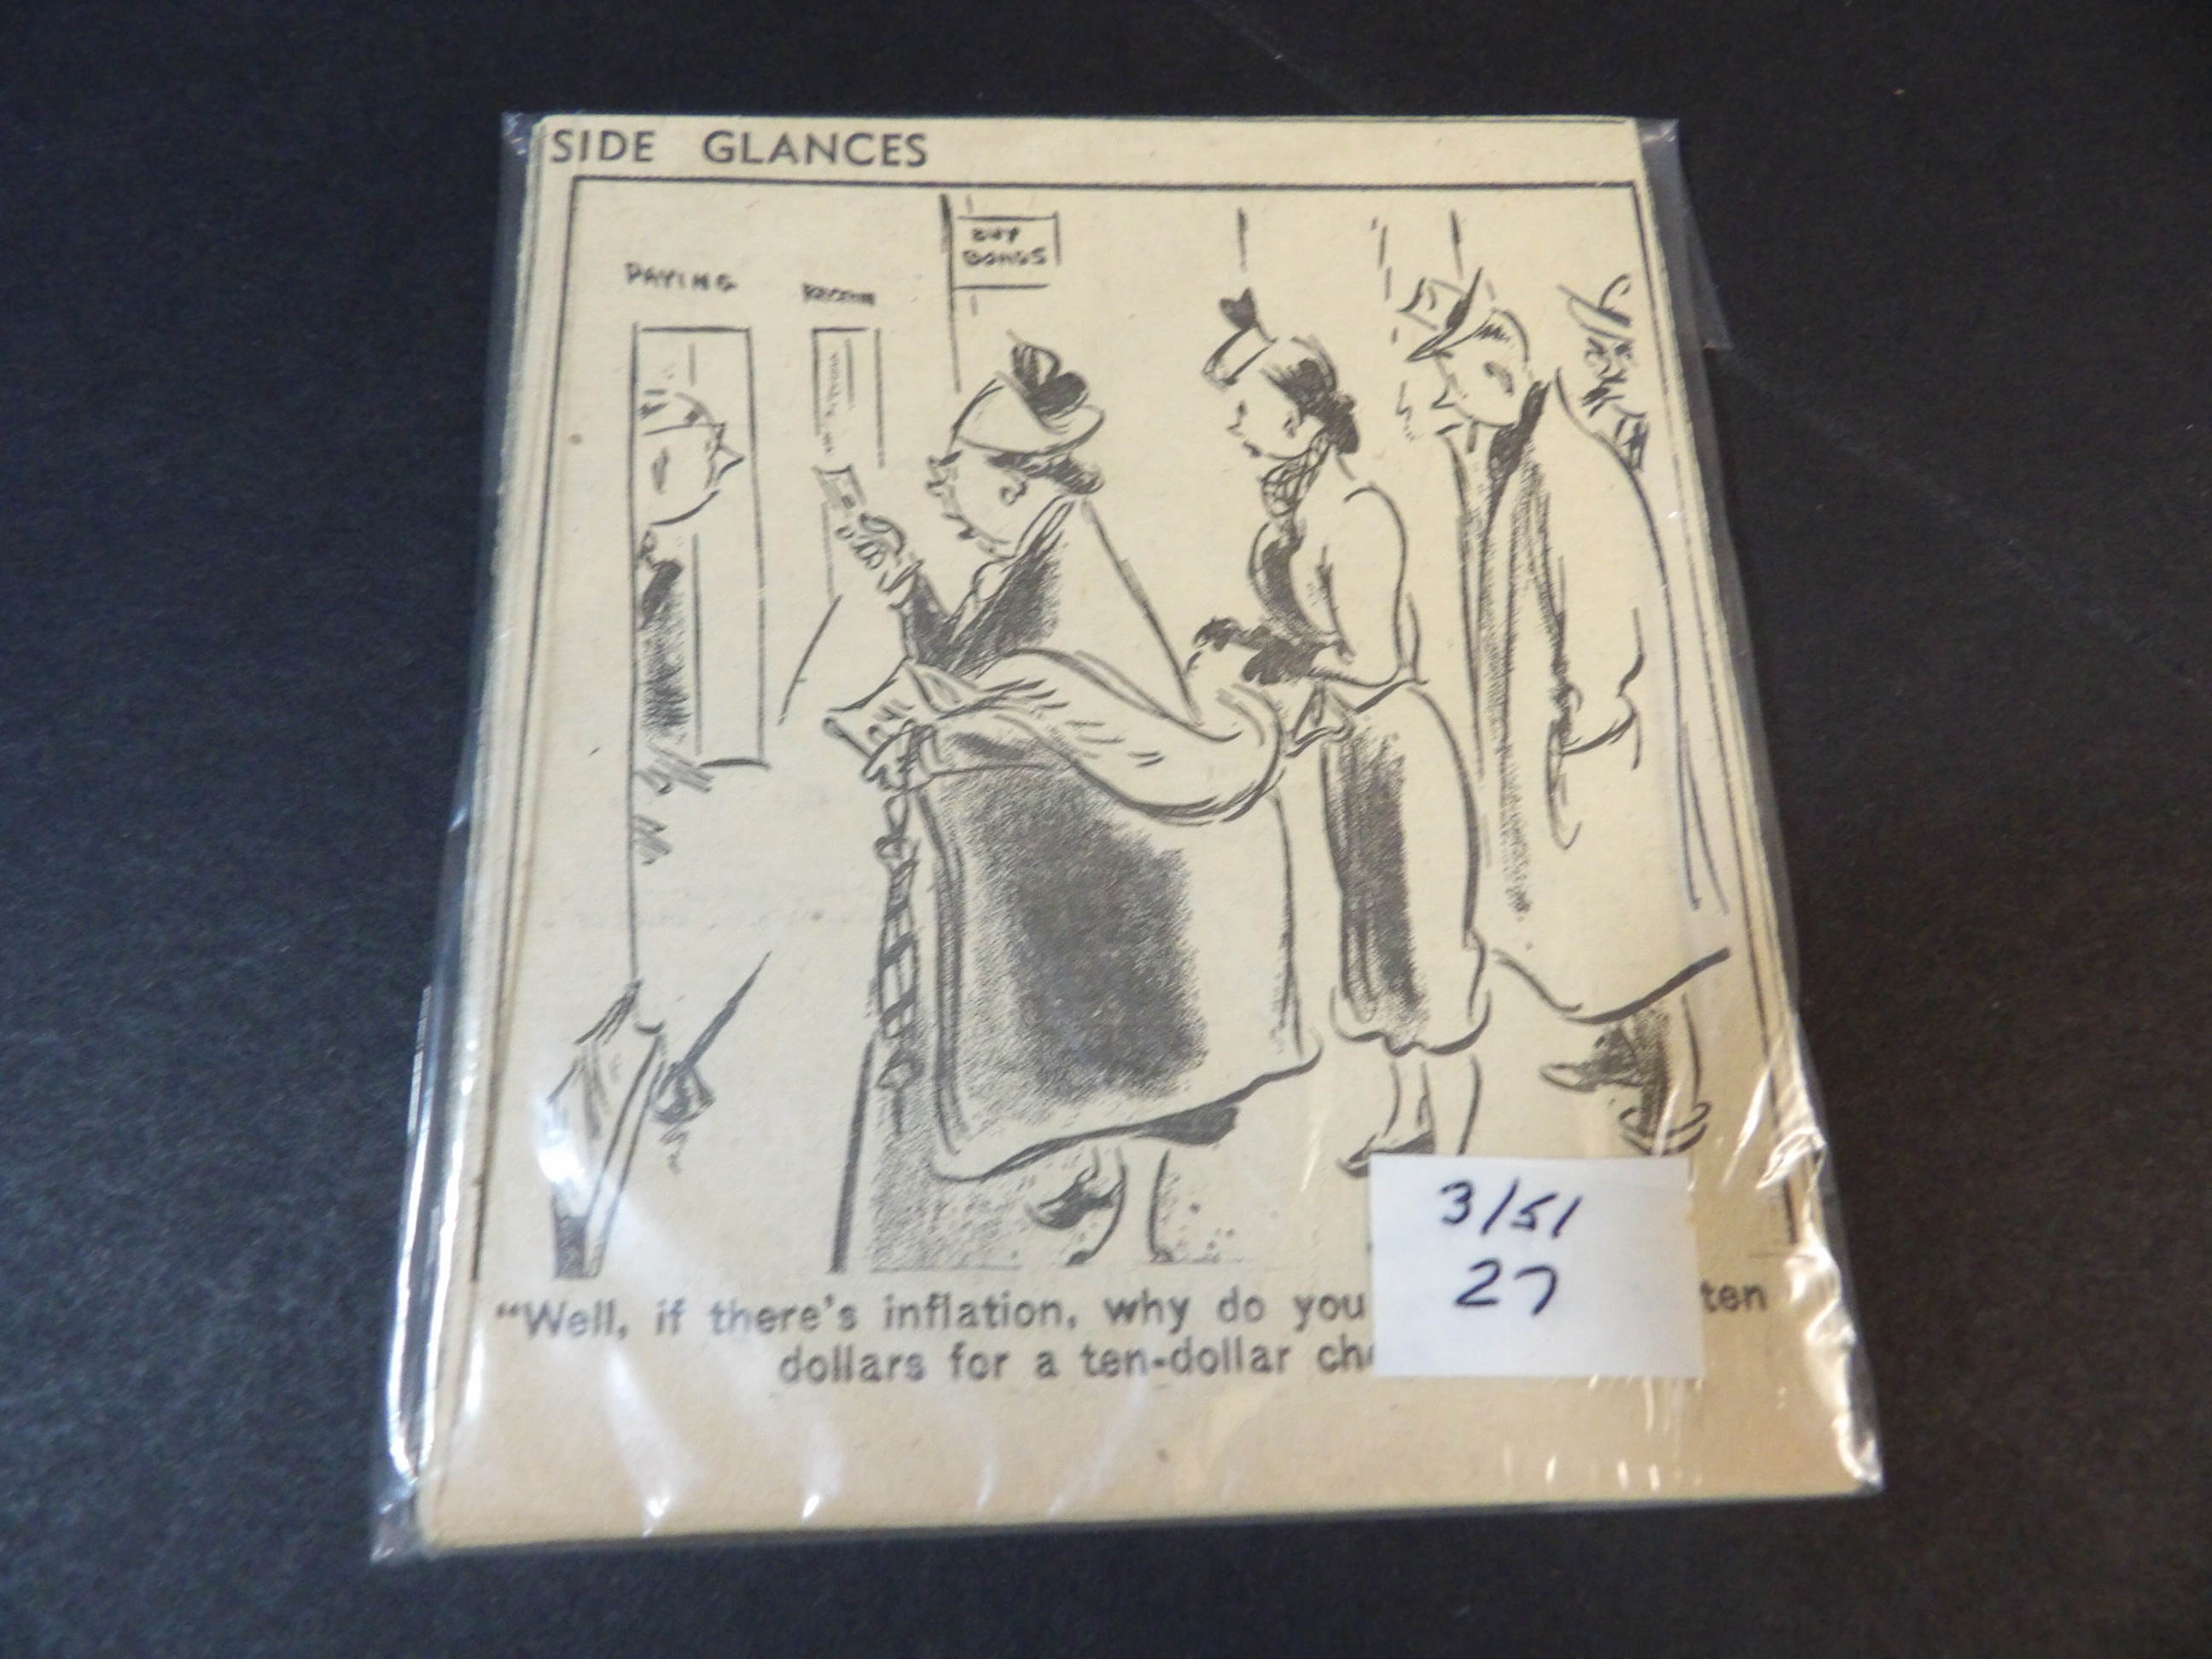 SIDE GLANCES
BUY
BONDS
PAYING
"Well, if there's inflation, why do you ten
dollars for a ten-dollar
3/51
27